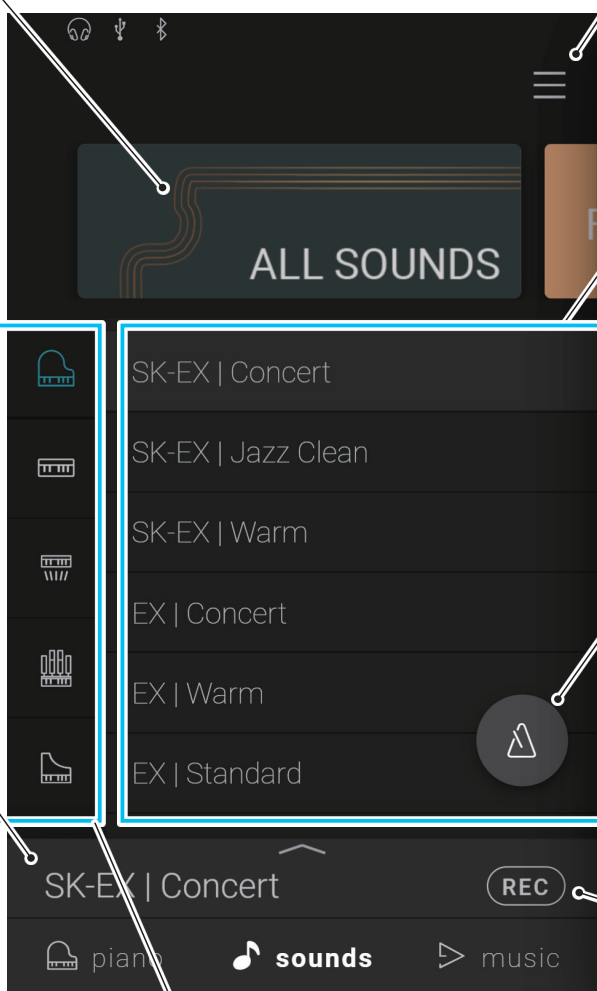 ALL SOUNDS
SK-EX | Concert
SK-EX | Jazz Clean
SK-EX | Warm
EX | Concert
EX | Warm
EX | Standard
SK-EX | Concert
REC
piano
sounds
music